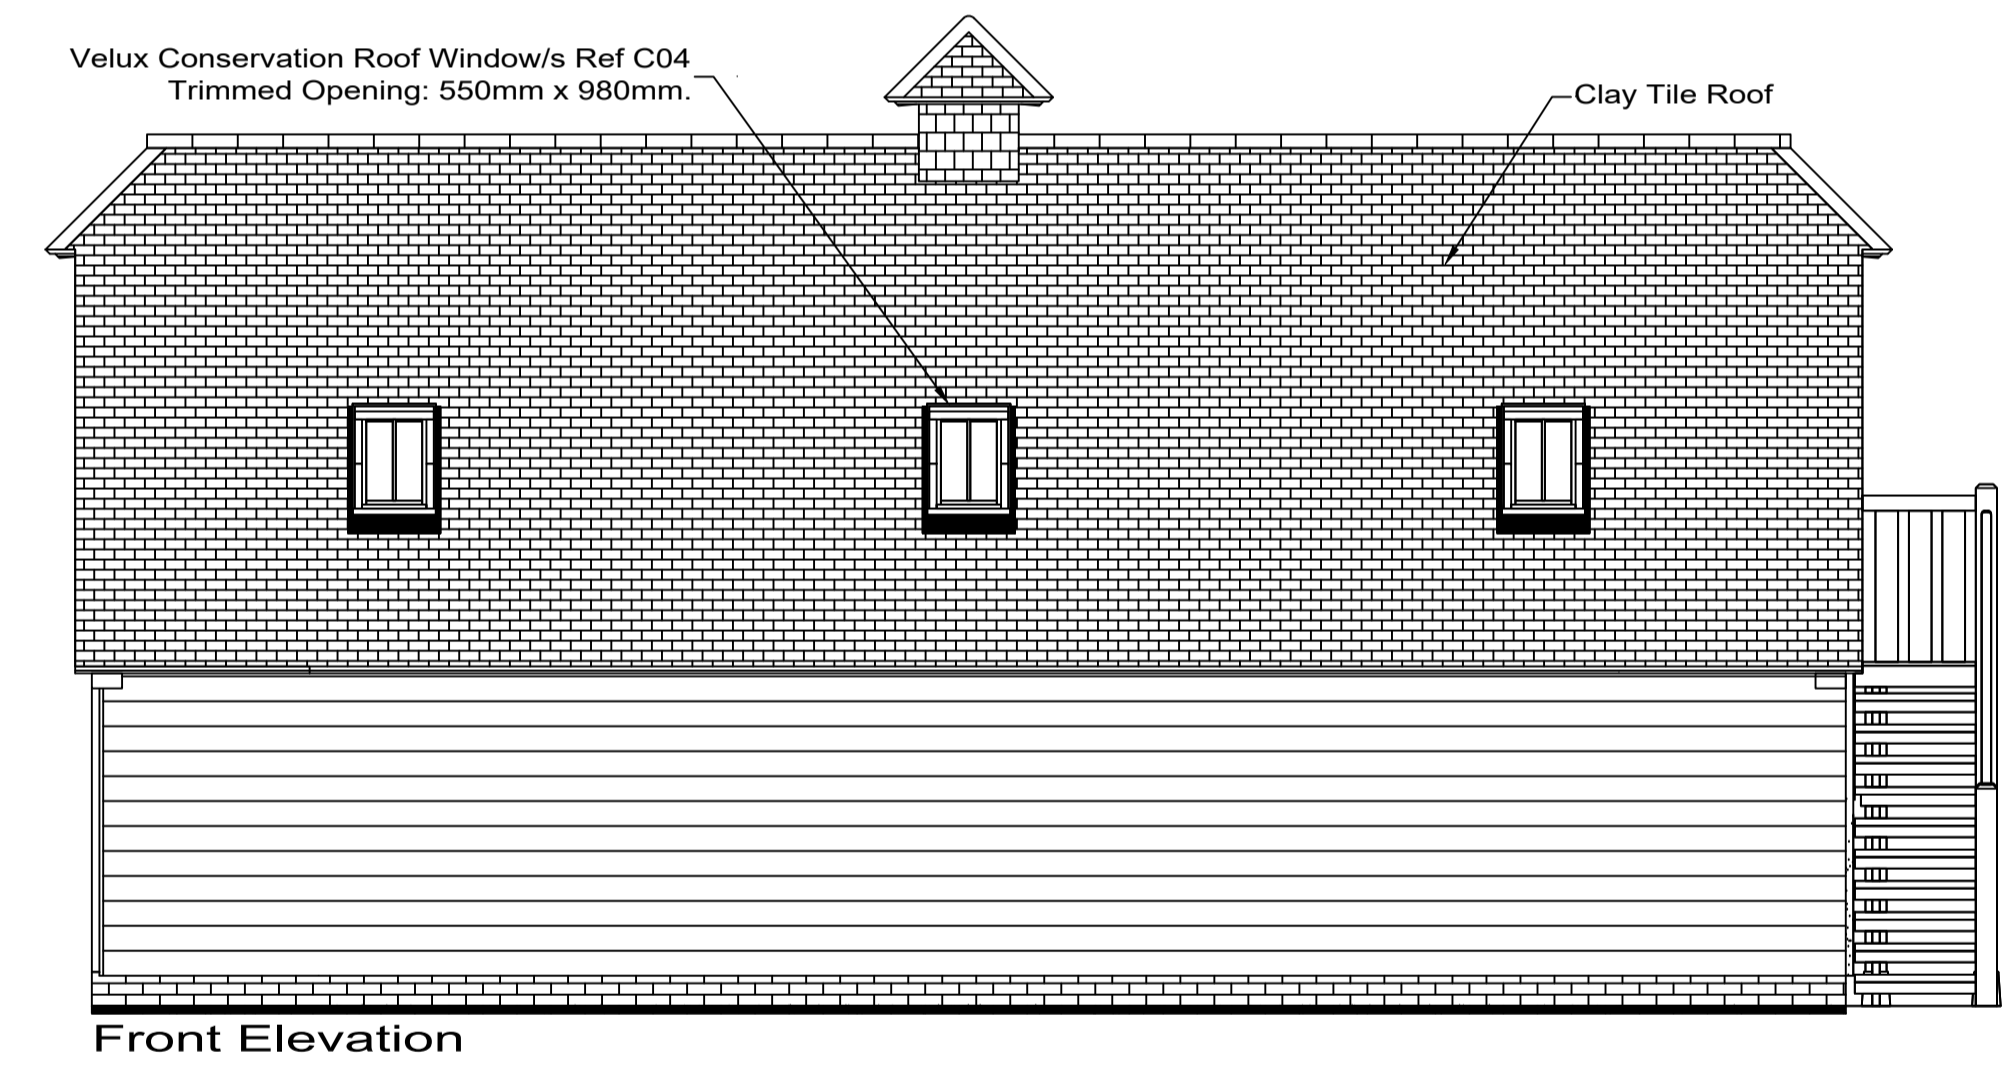 Velux Conservation Roof Window/s Ref C04
Trimmed Opening: 550mm x 980mm.
Clay Tile Roof
Front Elevation